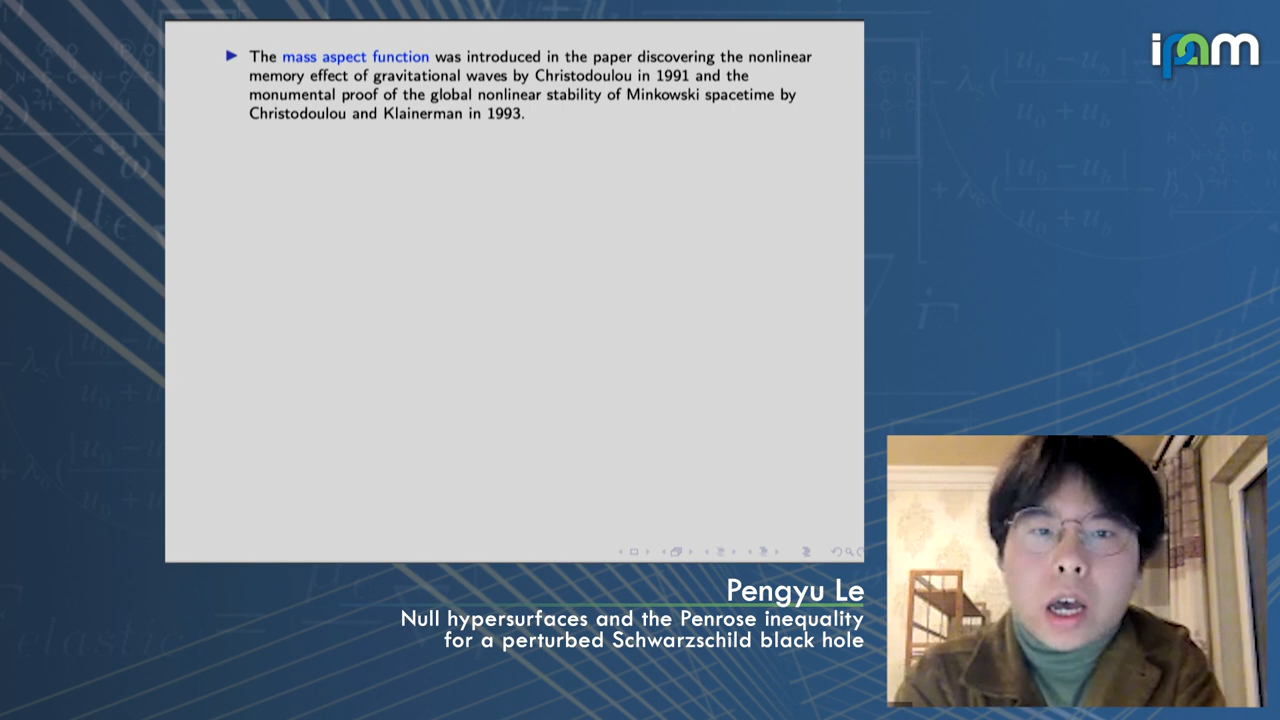 ipam
The mass aspect function was introduced in the paper discovering the nonlinear
memory effect of gravitational waves by Christodoulou in 1991 and the
monumental proof of the global nonlinear stability of Minkowski spacetime by
Christodoulou and Klainerman in 1993.
Pengyu Le
Null hypersurfaces and the Penrose inequality
for a perturbed Schwarzschild black hole
elastic